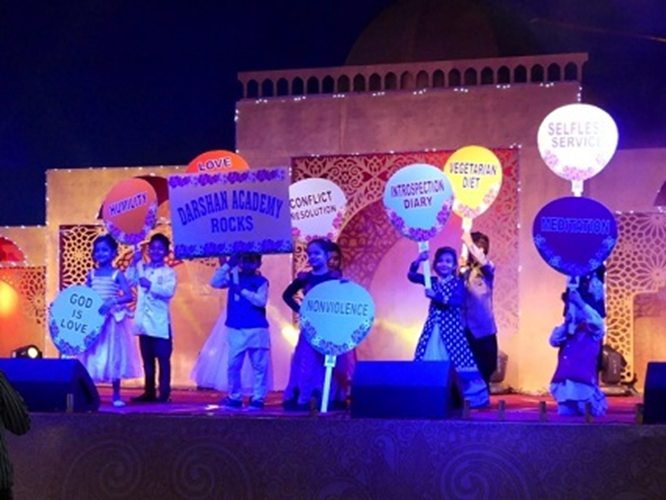 LOVE
DARSHAN ACADEMY
ROCKS
HUMILITY
GOD
IS
LOVE
CONFLICT
RESOLUTION
NONVIOLENCE
INTROSPECTION
DIARY
VEGETARIAN
DIET
SELFLESS
SERVICE
MEDITATION